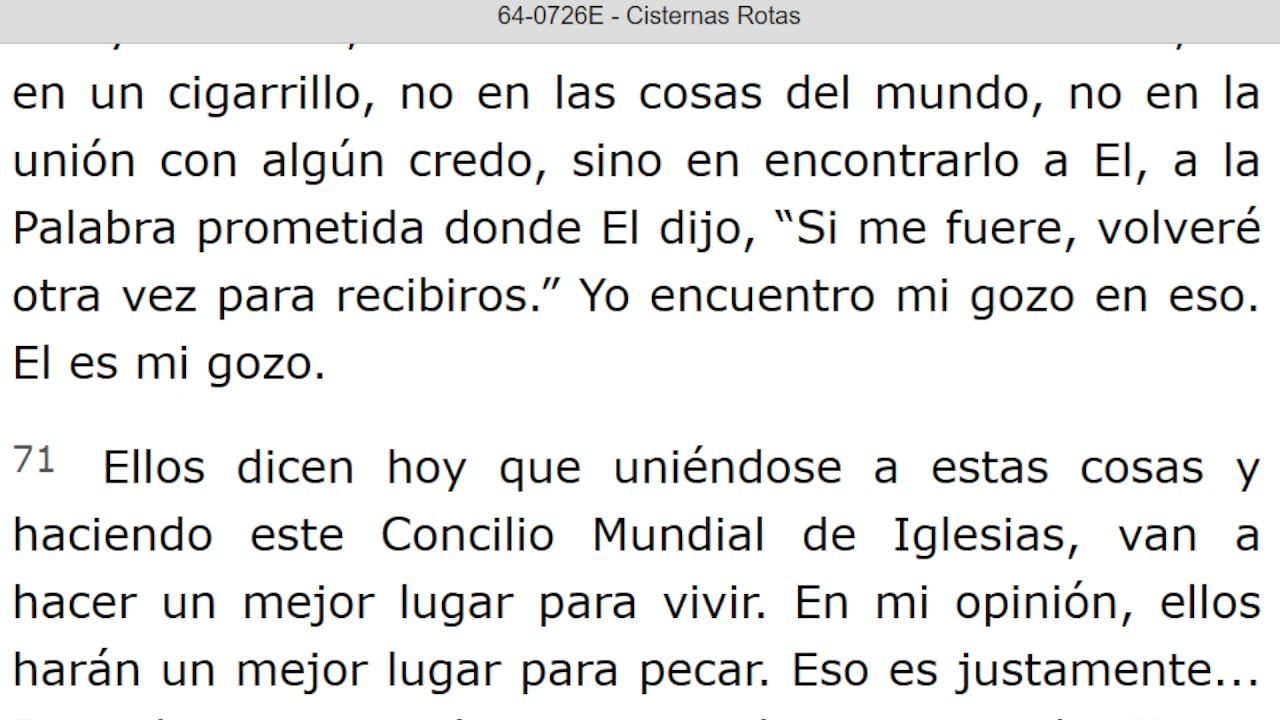 64-0726E - Cisternas Rotas
en un cigarrillo, no en las cosas del mundo, no en la
unión con algún credo, sino en encontrarlo a El, a la
Palabra prometida donde El dijo, “Si me fuere, volveré
otra vez para recibiros.” Yo encuentro mi gozo en eso.
El es mi gozo.
71 Ellos dicen hoy que uniéndose a estas cosas y
haciendo este Concilio Mundial de Iglesias, van a
hacer un mejor lugar para vivir. En mi opinión, ellos
harán un mejor lugar para pecar. Eso es justamente...